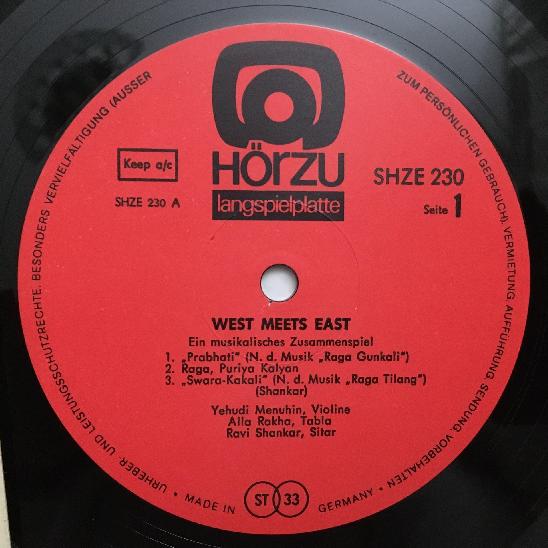 HÖRZU
langspielplatte
Keep a/c
SHZE 230 A
SHZE 230
Seite 1
WEST MEETS EAST
Ein musikalisches Zusammenspiel
1. „Prabhati“ (N. d. Musik „Raga Gunkali“)
2. Raga, Puriya Kalyan
3. „Swara-Kakali“ (N. d. Musik „Raga Tilang“)
(Shankar)
Yehudi Menuhin, Violine
Alla Rakha, Tabla
Ravi Shankar, Sitar
URHEBER- UND LEISTUNGSSCHUTZRECHTE, BESONDERS VERVIELFÄLTIGUNG (AUSSER ZUM PERSÖNLICHEN GEBRAUCH), VERMIETUNG, AUFFÜHRUNG, SENDUNG, VORBEHALTEN
• MADE IN ST 33 GERMANY •